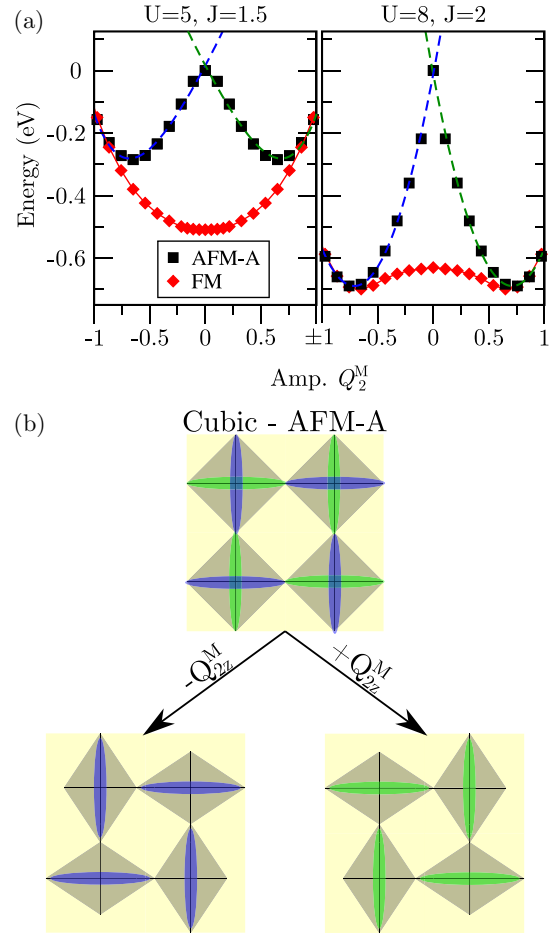 (a)
U=5, J=1.5
U=8, J=2
Energy (eV)
0
-0.2
-0.4
-0.6
AFM-A
FM
-1 -0.5 0 0.5 ±1 -0.5 0 0.5 1
Amp. Q₂ᴹ
(b)
Cubic - AFM-A
-Q₂zᴹ
+Q₂zᴹ